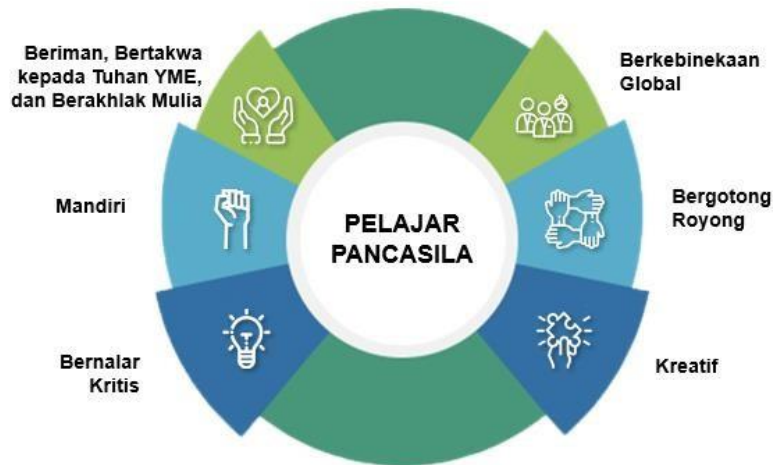 Beriman, Bertakwa
kepada Tuhan YME,
dan Berakhlak Mulia
Berkebinekaan
Global
Mandiri
PELAJAR
PANCASILA
Bergotong
Royong
Bernalar
Kritis
Kreatif